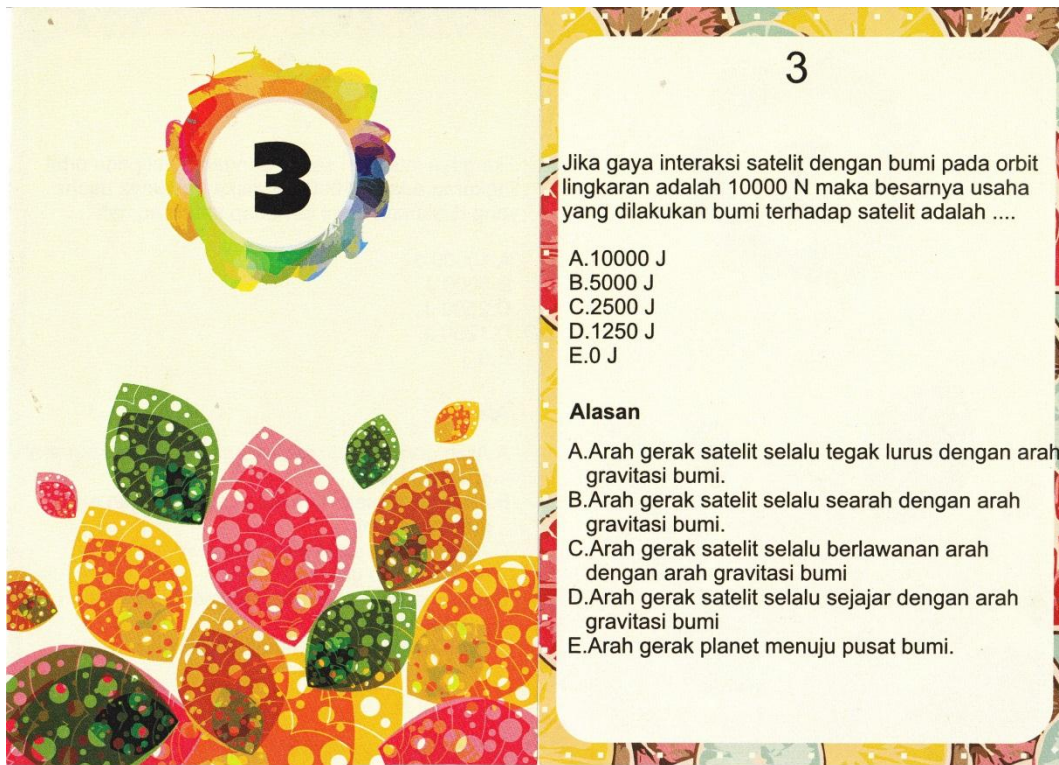 3
3
Jika gaya interaksi satelit dengan bumi pada orbit
lingkaran adalah 10000 N maka besarnya usaha
yang dilakukan bumi terhadap satelit adalah ....
A.10000 J
B.5000 J
C.2500 J
D.1250 J
E.0 J
Alasan
A.Arah gerak satelit selalu tegak lurus dengan arah
gravitasi bumi.
B.Arah gerak satelit selalu searah dengan arah
gravitasi bumi.
C.Arah gerak satelit selalu berlawanan arah
dengan arah gravitasi bumi
D.Arah gerak satelit selalu sejajar dengan arah
gravitasi bumi
E.Arah gerak planet menuju pusat bumi.